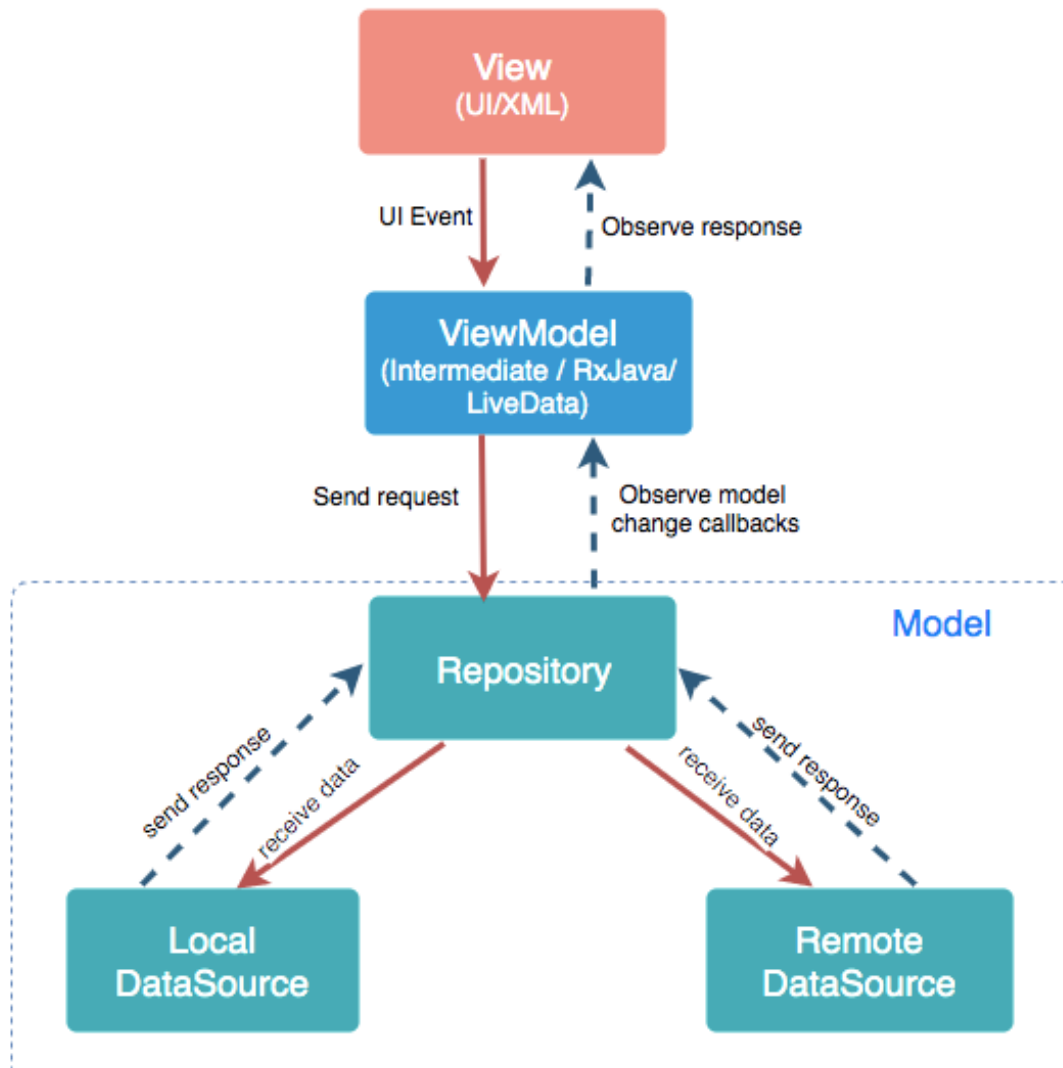 View
(UI/XML)
UI Event
Observe response
ViewModel
(Intermediate / RxJava/
LiveData)
Send request
Observe model
change callbacks
Model
Repository
send response
receive data
receive data
send response
Local
DataSource
Remote
DataSource